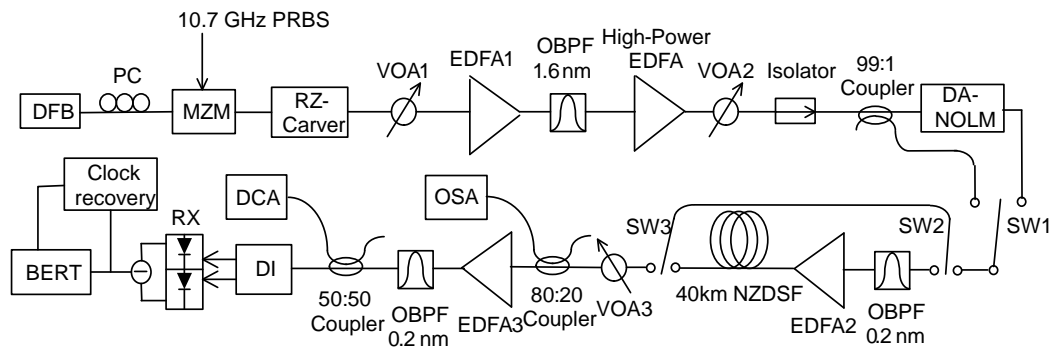 10.7 GHz PRBS
PC
DFB
MZM
RZ-
Carver
VOA1
EDFA1
OBPF
1.6 nm
High-Power
EDFA
VOA2
Isolator
99:1
Coupler
DA-
NOLM
Clock
recovery
BERT
RX
DI
DCA
50:50
Coupler
OBPF
0.2 nm
EDFA3
OSA
80:20
Coupler
VOA3
SW3
40km NZDSF
EDFA2
OBPF
0.2 nm
SW2
SW1